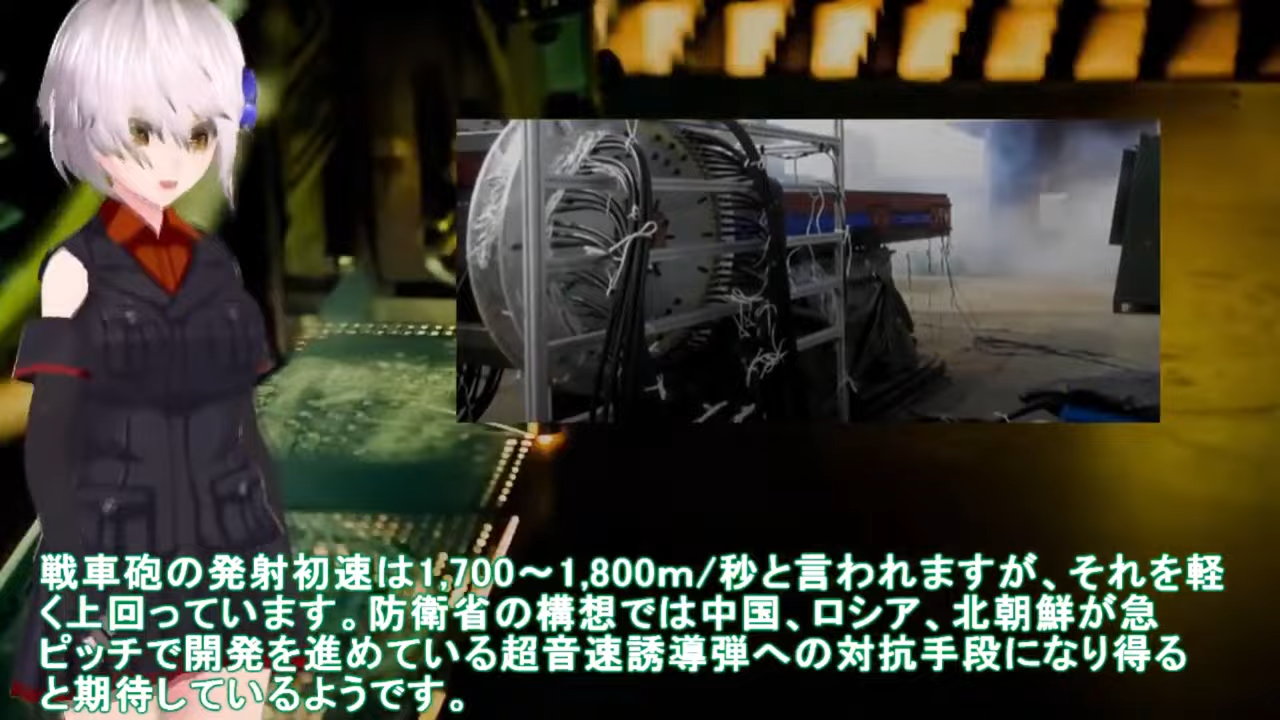 戦車砲の発射初速は1,700～1,800m/秒と言われますが、それを軽
く上回っています。防衛省の構想では中国、ロシア、北朝鮮が急
ピッチで開発を進めている超音速誘導弾への対抗手段になり得る
と期待しているようです。